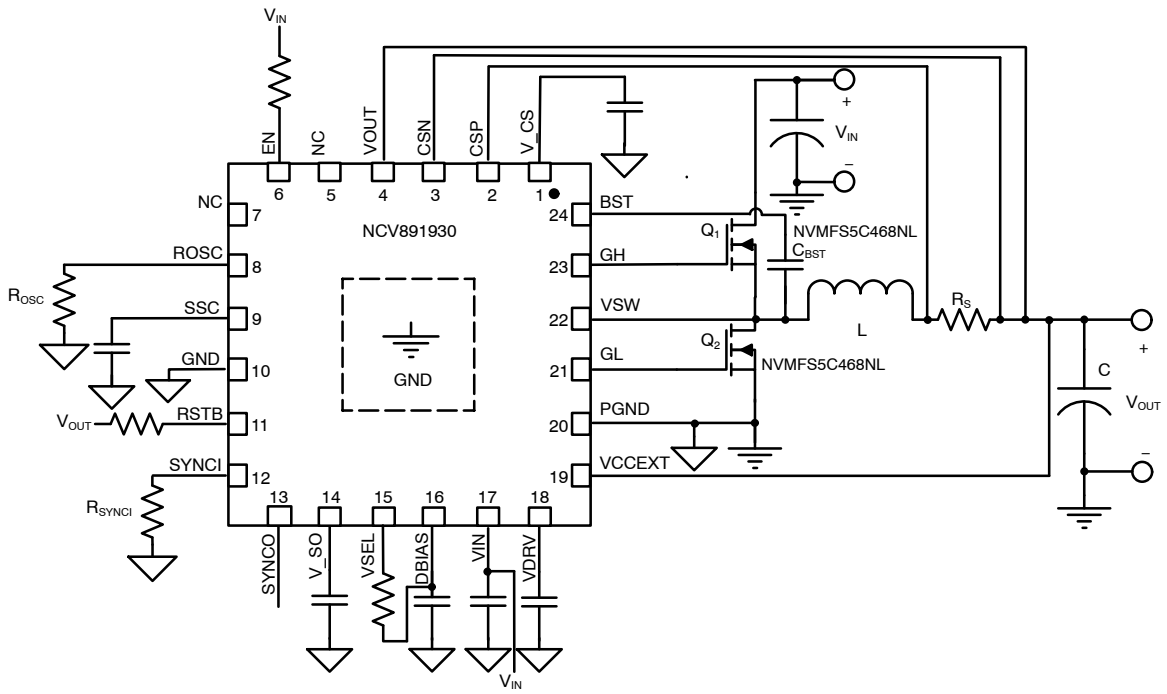 VIN
EN
NC
VOUT
CSN
CSP
V_CS
6
5
4
3
2
1
+
VIN
−
NC
7
NCV891930
24
BST
Q1
NVMFS5C468NL
CBST
ROSC
8
23
GH
ROSC
SSC
9
22
VSW
L
RS
GND
10
GND
21
GL
Q2
NVMFS5C468NL
+
C
VOUT
−
VOUT
RSTB
11
20
PGND
SYNCI
12
19
VCCEXT
RSYNCI
13
14
15
16
17
18
SYNCO
V_SO
VSEL
DBIAS
VIN
VDRV
VIN